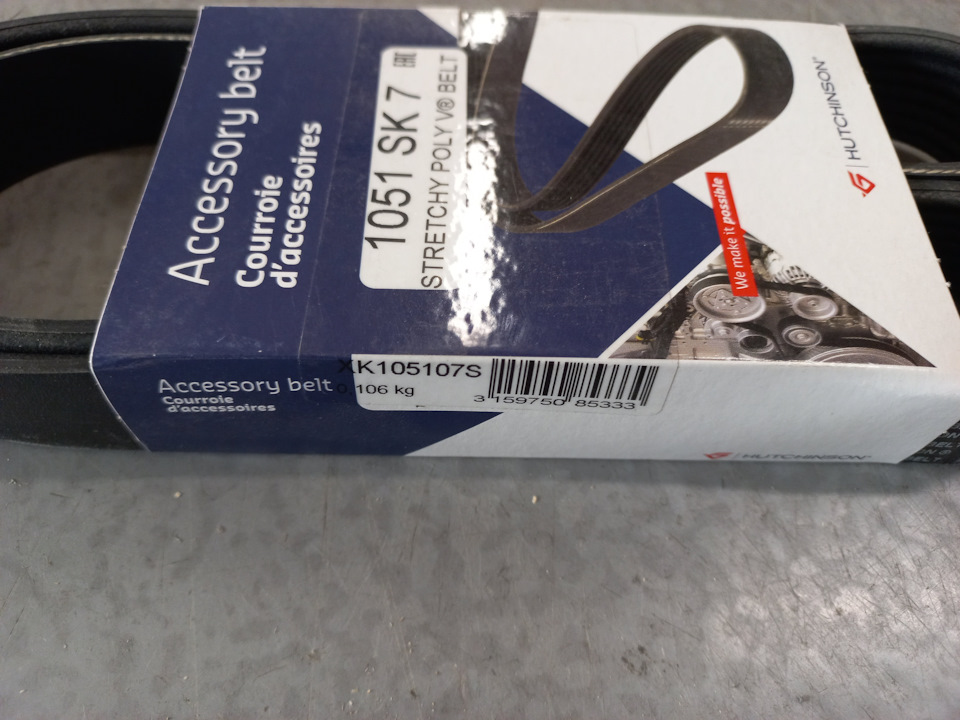 Accessory belt
Courroie
d'accessoires
1051 SK 7
EAC
STRETCHY POLY V® BELT
We make it possible
HUTCHINSON®
Accessory belt
Courroie
d'accessoires
XK105107S
0,106 kg
3 159750 85333
HUTCHINSON®